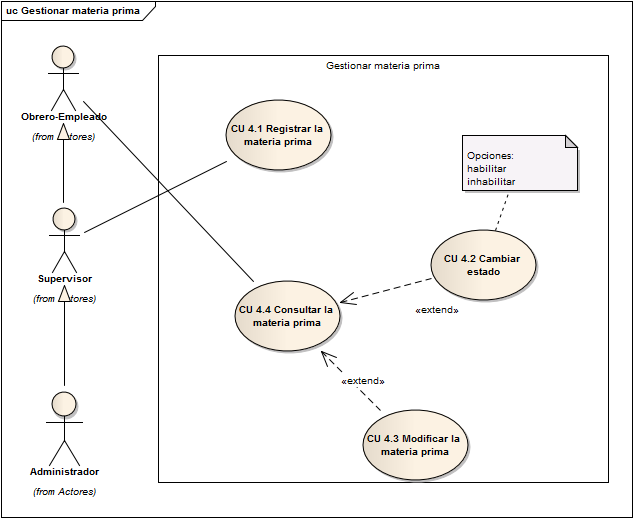 uc Gestionar materia prima
Gestionar materia prima
Obrero-Empleado
(from Actores)
CU 4.1 Registrar la
materia prima
Opciones:
habilitar
inhabilitar
Supervisor
(from Actores)
CU 4.2 Cambiar
estado
CU 4.4 Consultar la
materia prima
«extend»
«extend»
CU 4.3 Modificar la
materia prima
Administrador
(from Actores)